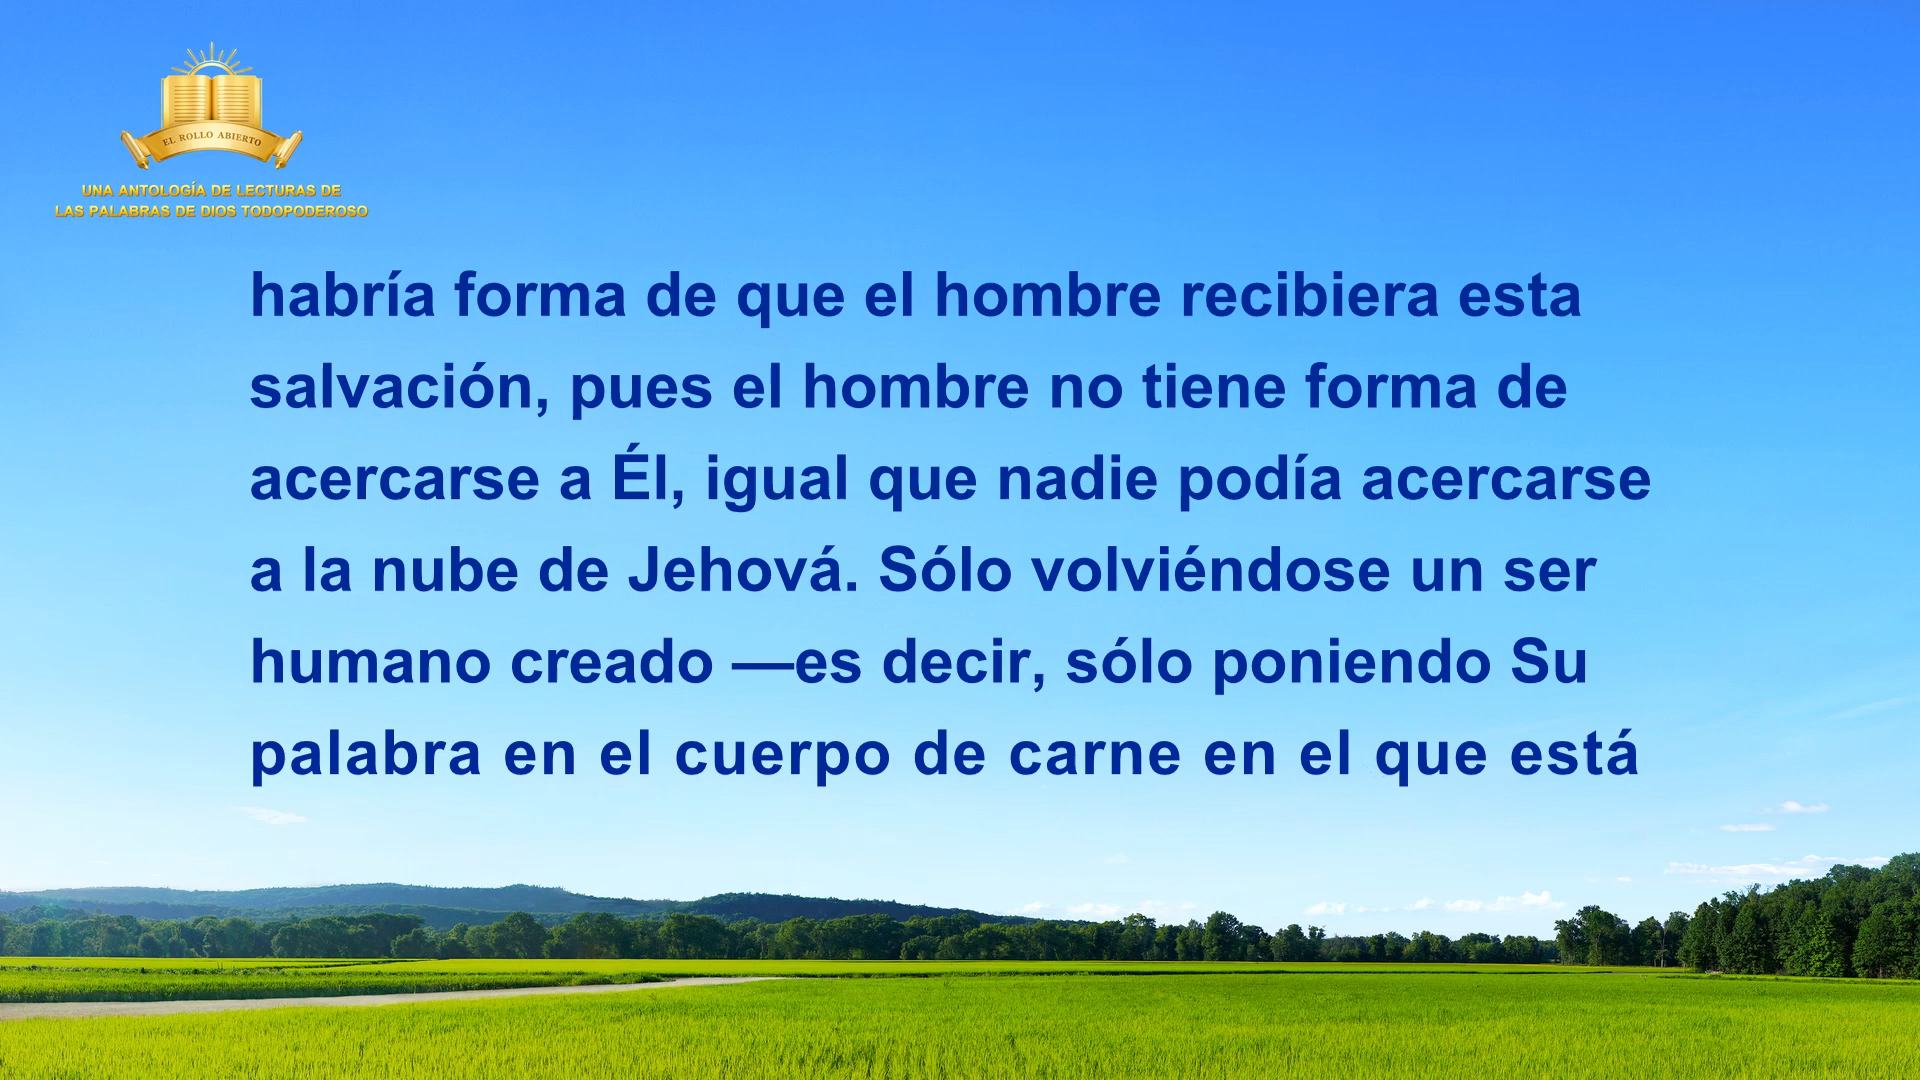 EL ROLLO ABIERTO
UNA ANTOLOGÍA DE LECTURAS DE
LAS PALABRAS DE DIOS TODOPODEROSO
habría forma de que el hombre recibiera esta
salvación, pues el hombre no tiene forma de
acercarse a Él, igual que nadie podía acercarse
a la nube de Jehová. Sólo volviéndose un ser
humano creado —es decir, sólo poniendo Su
palabra en el cuerpo de carne en el que está